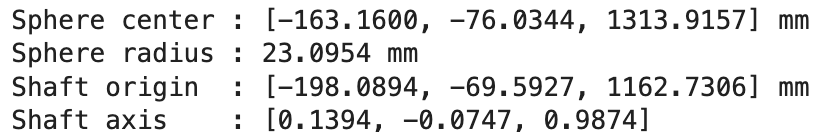 Sphere center : [-163.1600, -76.0344, 1313.9157] mm
Sphere radius : 23.0954 mm
Shaft origin  : [-198.0894, -69.5927, 1162.7306] mm
Shaft axis    : [0.1394, -0.0747, 0.9874]